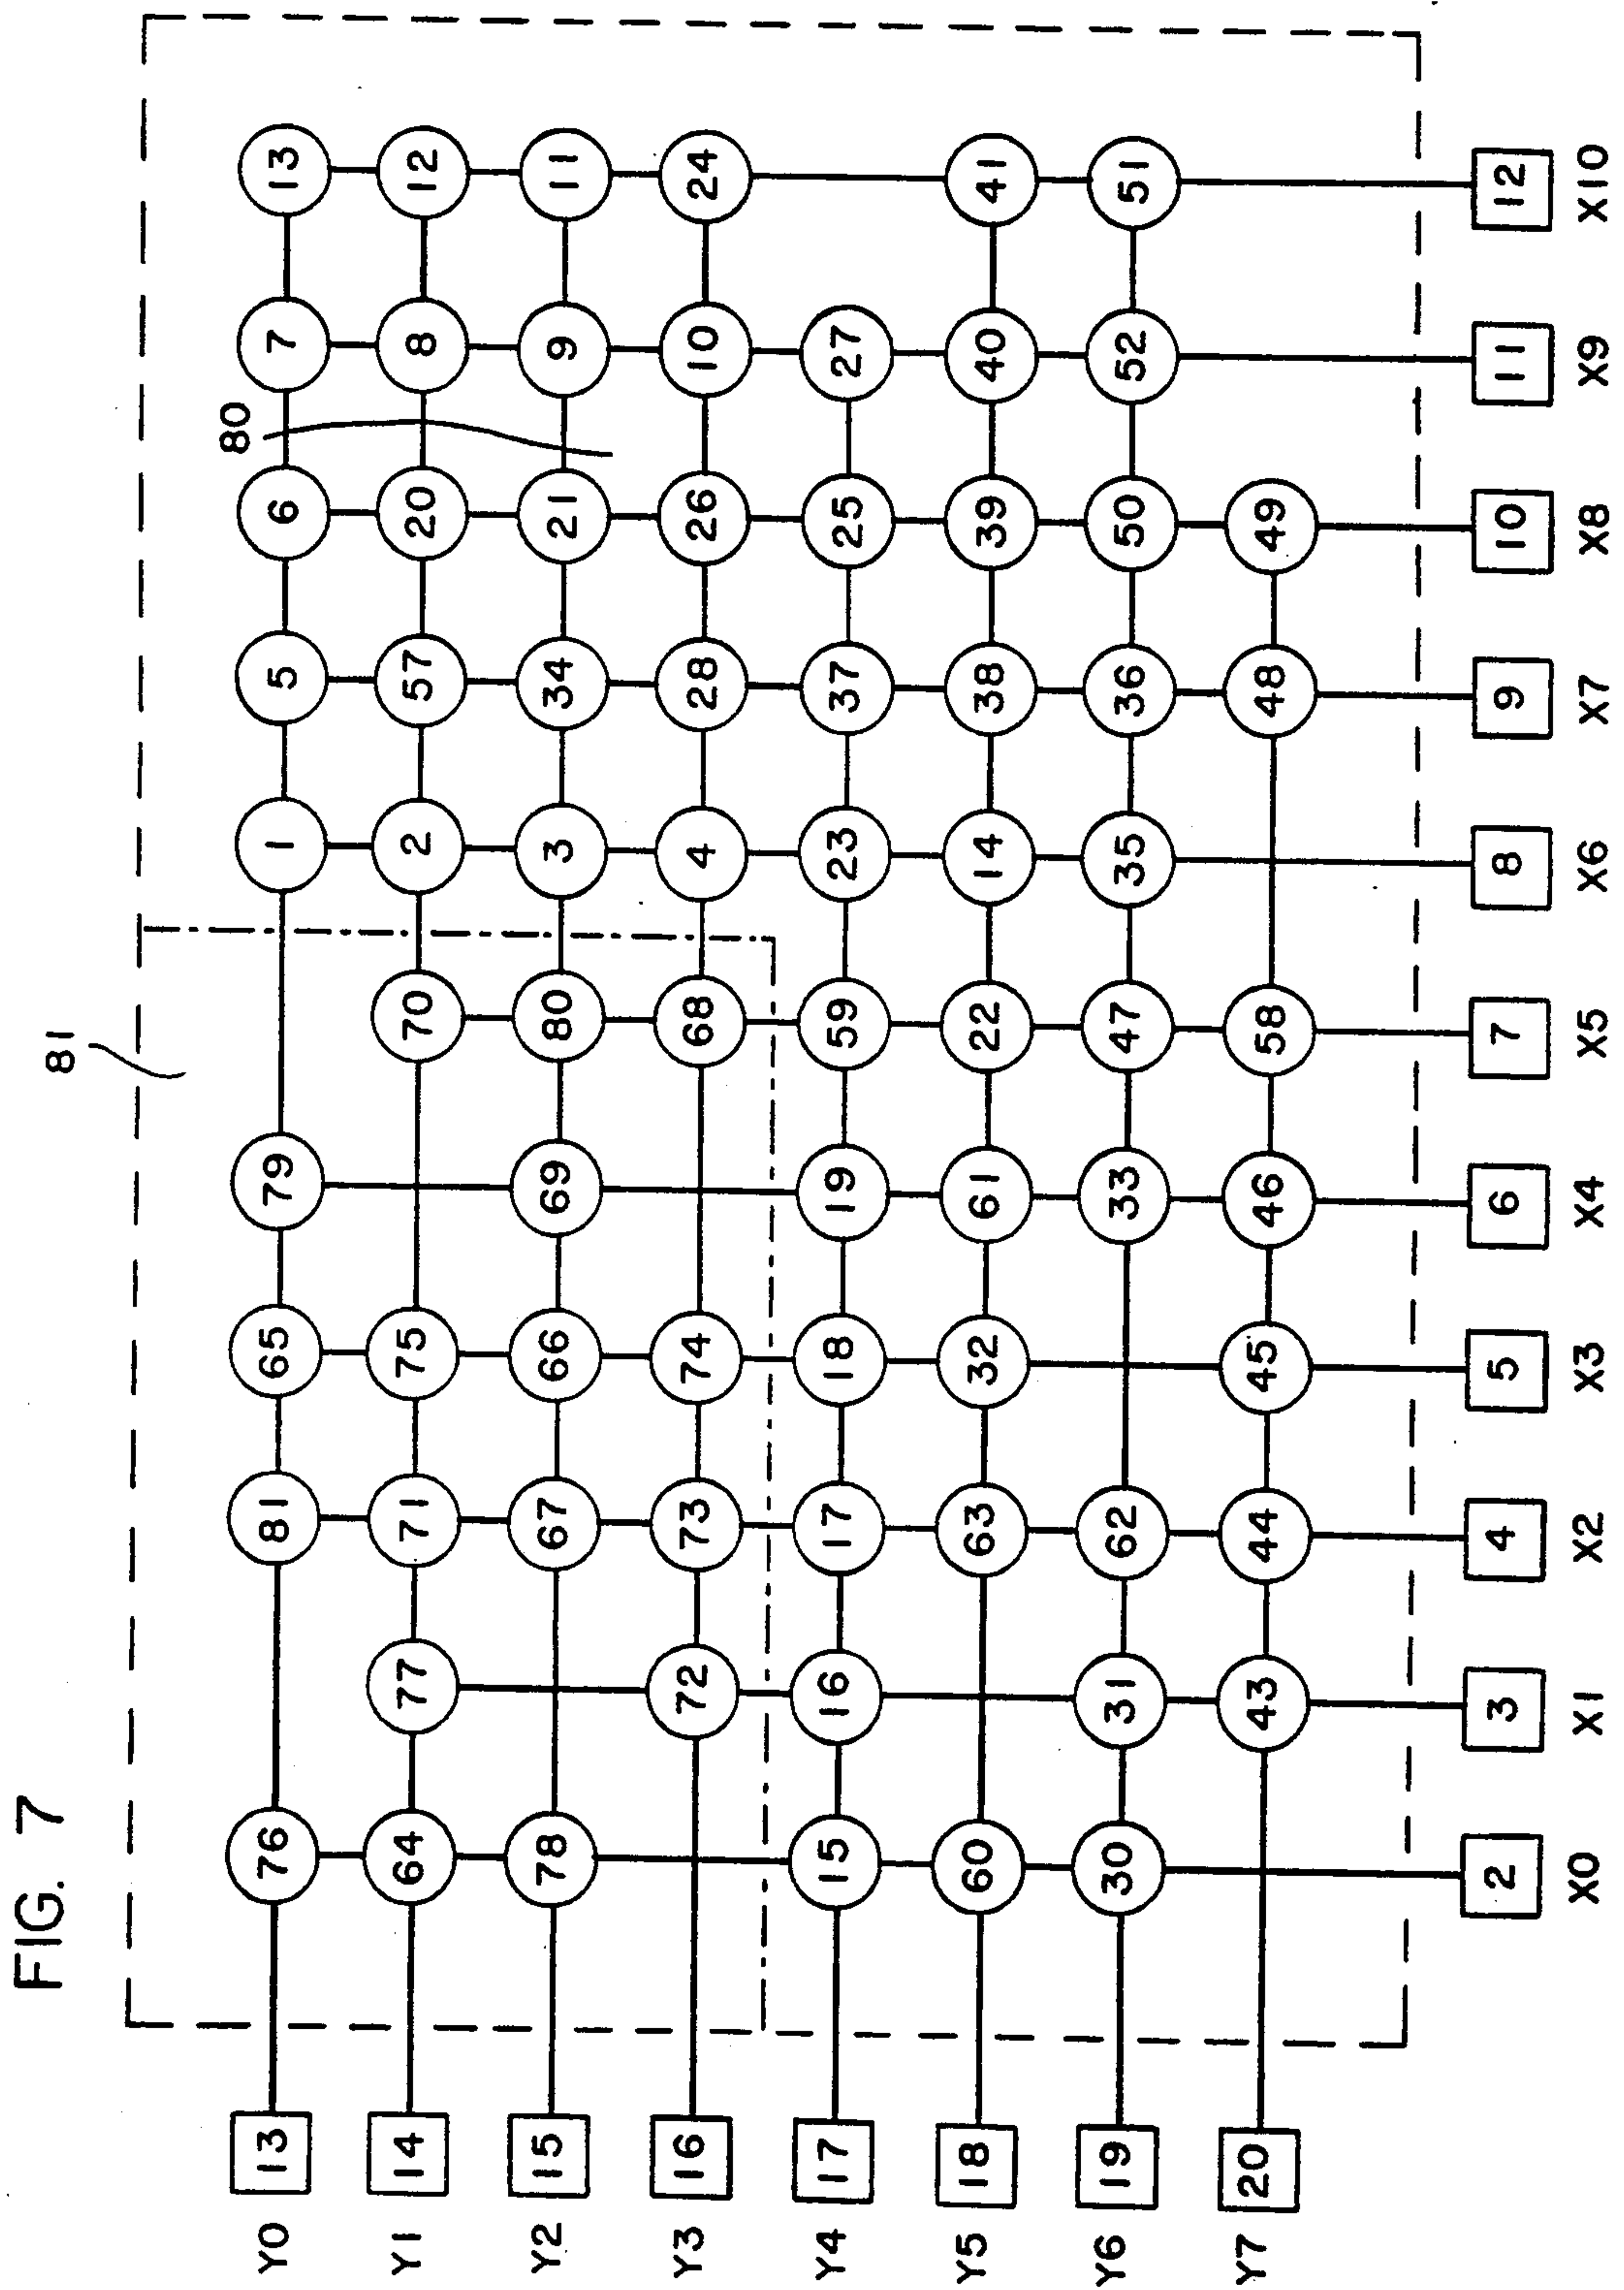 FIG. 7
81
80
Y0 13 76 81 65 79 1 5 6 7 13
Y1 14 64 77 71 75 70 2 57 20 8 12
Y2 15 78 67 66 69 80 3 34 21 9 11
Y3 16 72 73 74 68 4 28 26 10 24
Y4 17 15 16 17 18 19 59 23 37 25 27
Y5 18 60 63 32 61 22 14 38 39 40 41
Y6 19 30 31 62 33 47 35 36 50 52 51
Y7 20 43 44 45 46 58 48 49
2 3 4 5 6 7 8 9 10 11 12
X0 X1 X2 X3 X4 X5 X6 X7 X8 X9 X10